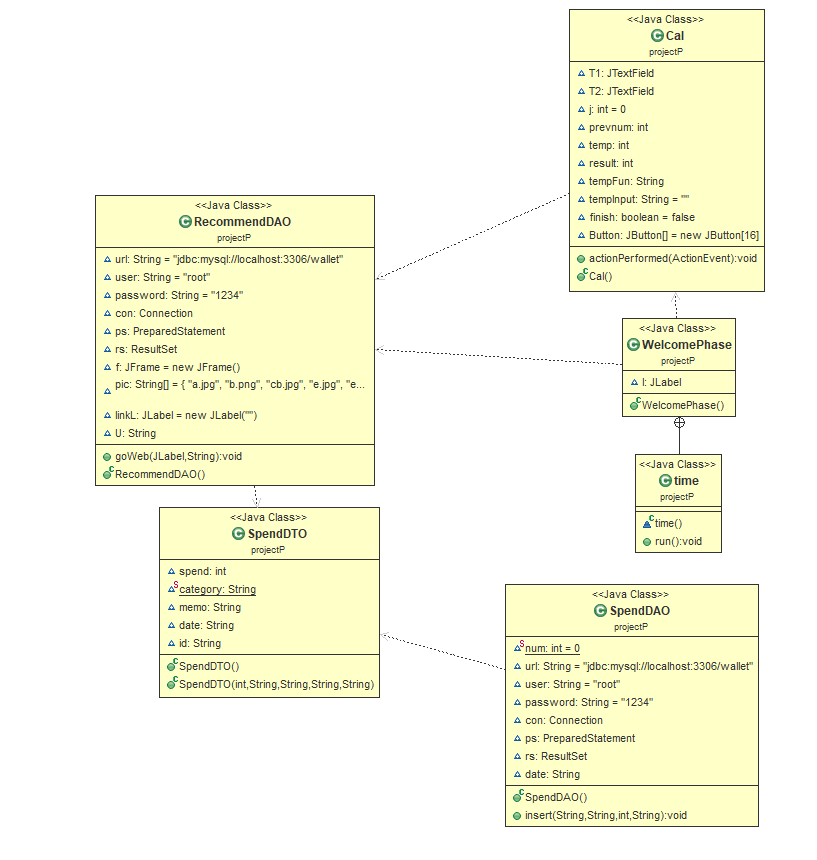 <<Java Class>>
Cal
projectP
T1: JTextField
T2: JTextField
j: int = 0
prevnum: int
temp: int
result: int
tempFun: String
tempInput: String = ""
finish: boolean = false
Button: JButton[] = new JButton[16]
actionPerformed(ActionEvent):void
Cal()
<<Java Class>>
RecommendDAO
projectP
url: String = "jdbc:mysql://localhost:3306/wallet"
user: String = "root"
password: String = "1234"
con: Connection
ps: PreparedStatement
rs: ResultSet
f: JFrame = new JFrame()
pic: String[] = { "a.jpg", "b.png", "cb.jpg", "e.jpg", "e...
linkL: JLabel = new JLabel("")
U: String
goWeb(JLabel,String):void
RecommendDAO()
<<Java Class>>
WelcomePhase
projectP
l: JLabel
WelcomePhase()
<<Java Class>>
time
projectP
time()
run():void
<<Java Class>>
SpendDTO
projectP
spend: int
category: String
memo: String
date: String
id: String
SpendDTO()
SpendDTO(int,String,String,String,String)
<<Java Class>>
SpendDAO
projectP
num: int = 0
url: String = "jdbc:mysql://localhost:3306/wallet"
user: String = "root"
password: String = "1234"
con: Connection
ps: PreparedStatement
rs: ResultSet
date: String
SpendDAO()
insert(String,String,int,String):void